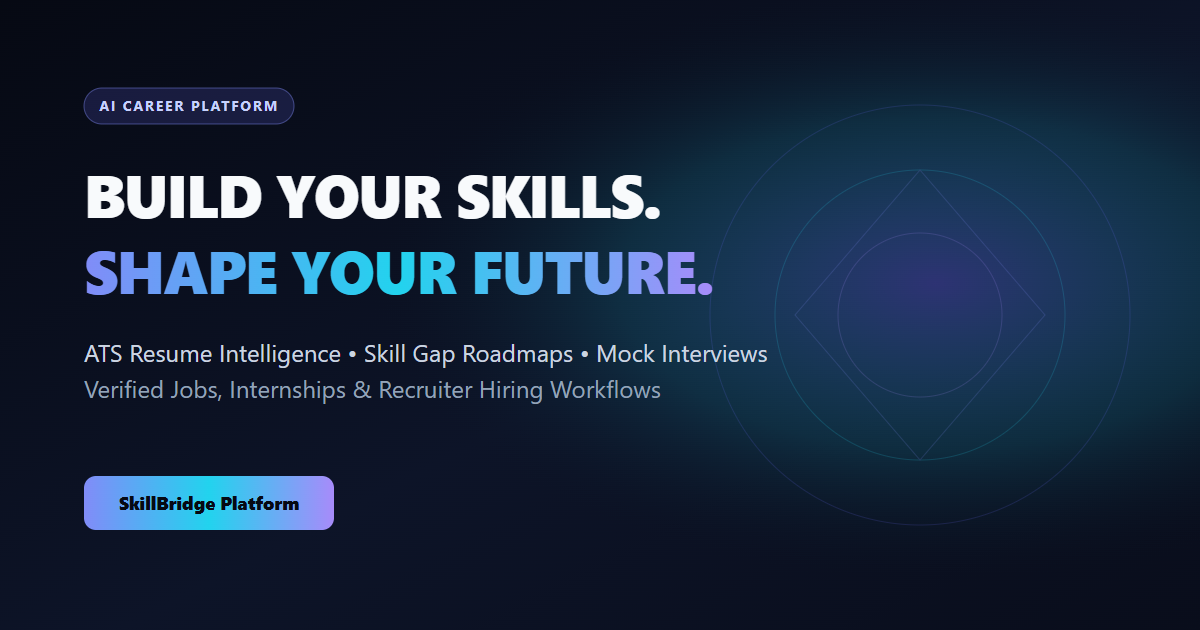 AI CAREER PLATFORM
BUILD YOUR SKILLS.
SHAPE YOUR FUTURE.
ATS Resume Intelligence • Skill Gap Roadmaps • Mock Interviews
Verified Jobs, Internships & Recruiter Hiring Workflows
SkillBridge Platform